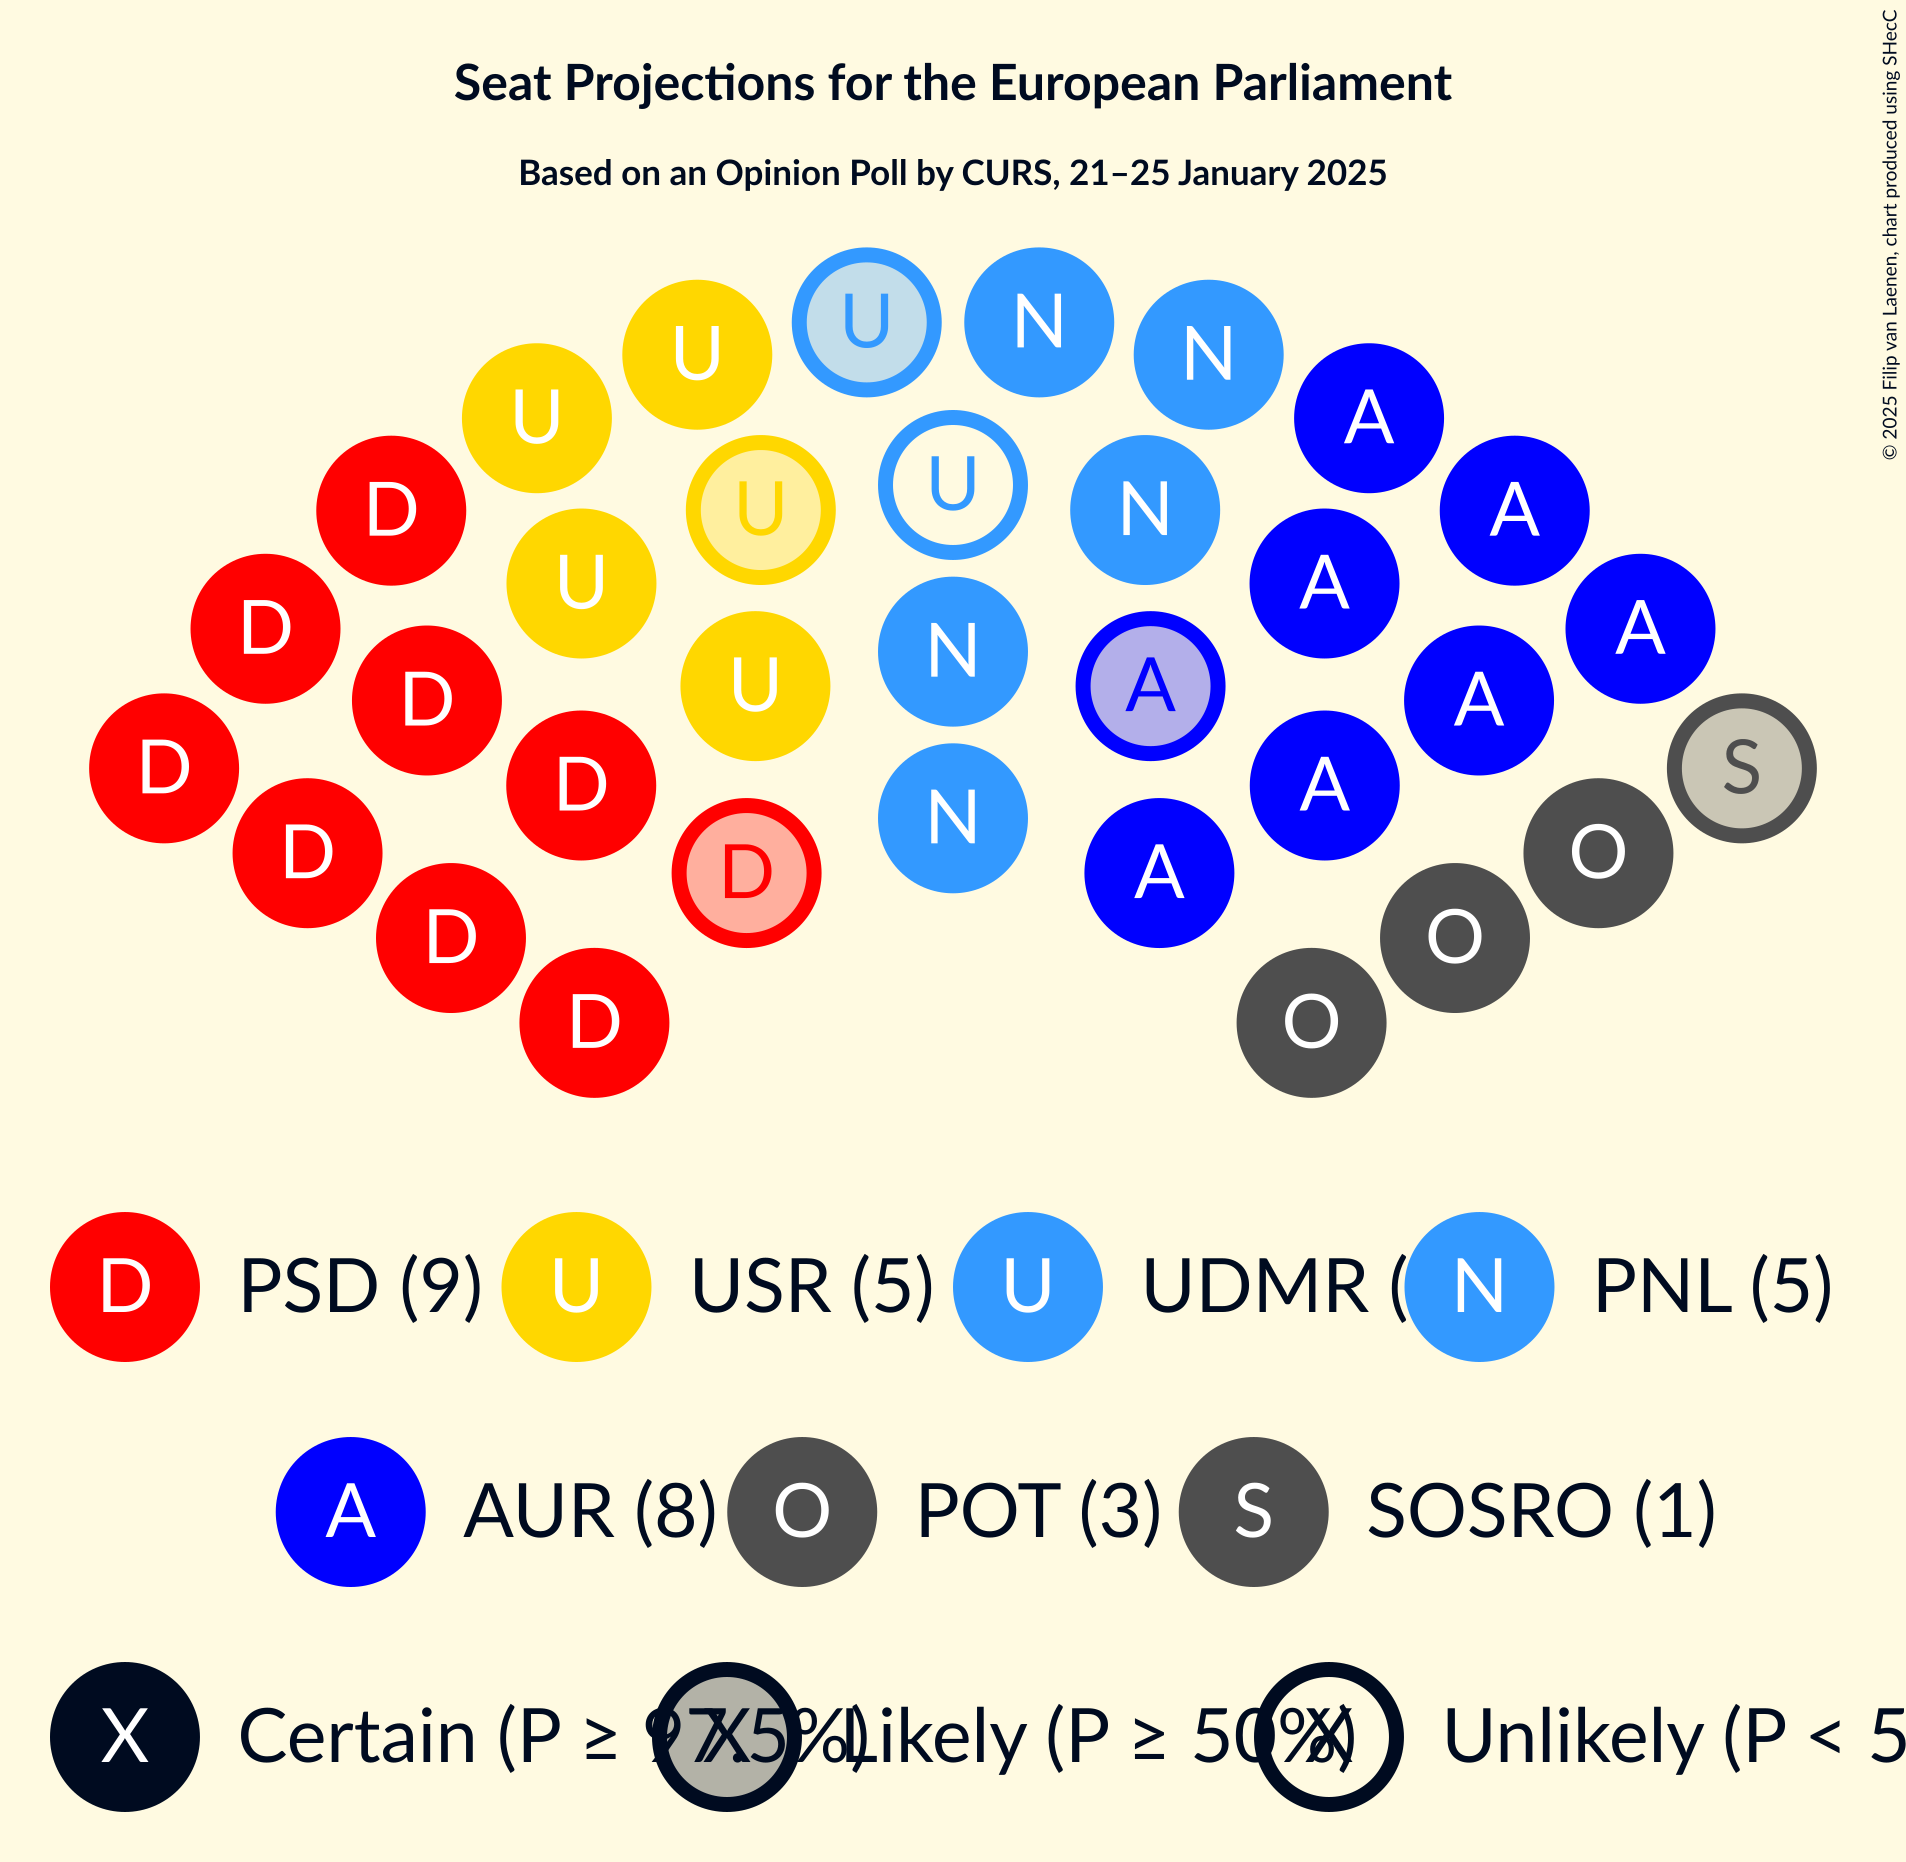 Seat Projections for the European Parliament
Based on an Opinion Poll by CURS, 21–25 January 2025
© 2025 Filip van Laenen, chart produced using SHecC
U N
U N
U A
U
D U N A
U A
N
D A
D A
U A
D A
D A S
N
D O
D A
D O
D O
D PSD (9) U USR (5) U UDMR ( N PNL (5)
A AUR (8) O POT (3) S SOSRO (1)
X Certain (P ≥ 97.5%) X Likely (P ≥ 50%) X Unlikely (P < 5